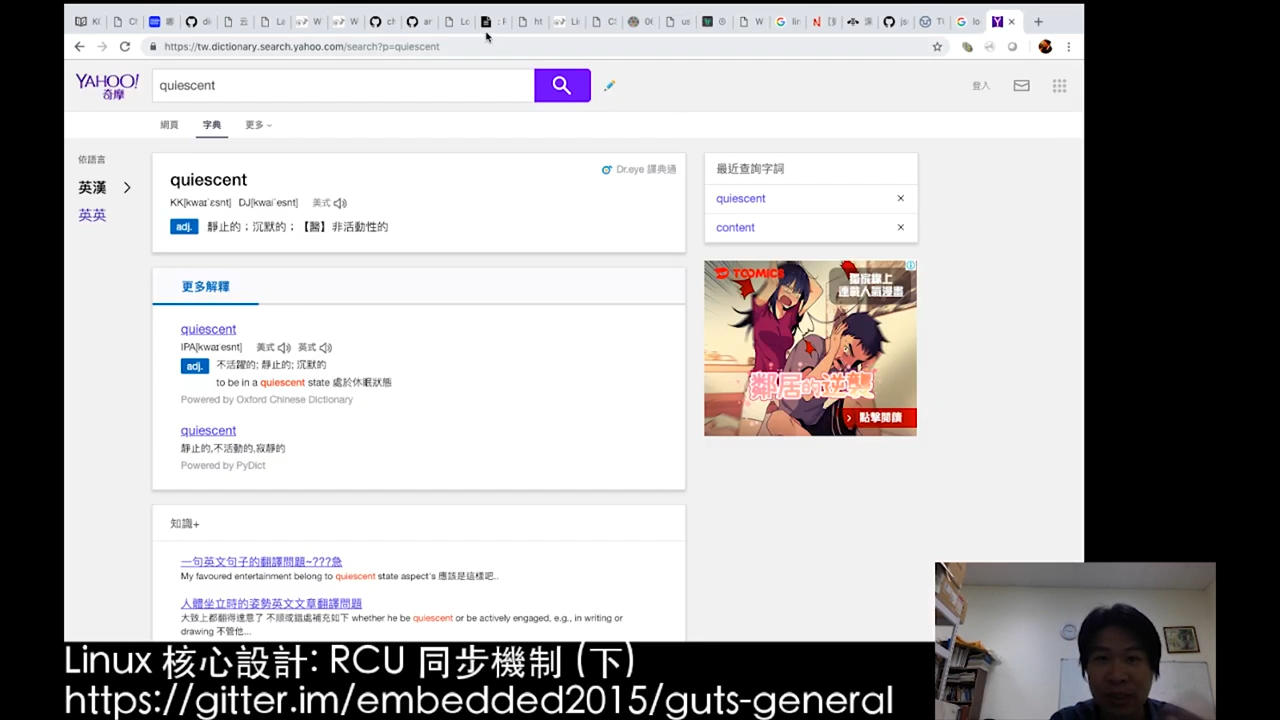 https://tw.dictionary.search.yahoo.com/search?p=quiescent
YAHOO!
奇摩
quiescent
登入
網頁
字典
更多
依語言
英漢
英英
quiescent
Dr.eye 譯典通
KK[kwaɪˋɛsnt] DJ[kwaiˋesnt] 美式
adj. 靜止的；沉默的；【醫】非活動性的
更多解釋
quiescent
IPA[kwaɪˈesnt] 美式 英式
adj. 不活躍的; 靜止的; 沉默的
to be in a quiescent state 處於休眠狀態
Powered by Oxford Chinese Dictionary
quiescent
靜止的,不活動的,寂靜的
Powered by PyDict
知識+
一句英文句子的翻譯問題~???急
My favoured entertainment belong to quiescent state aspect's 應該是這樣吧..
人體坐立時的姿勢英文文章翻譯問題
大致上都翻得達意了 不順或錯處補充如下 whether he be quiescent or be actively engaged, e.g., in writing or
drawing 不管他...
最近查詢字詞
quiescent
content
TOOMICS
連載人氣漫畫
鄰居的逆襲
點擊閱讀
Linux 核心設計: RCU 同步機制 (下)
https://gitter.im/embedded2015/guts-general